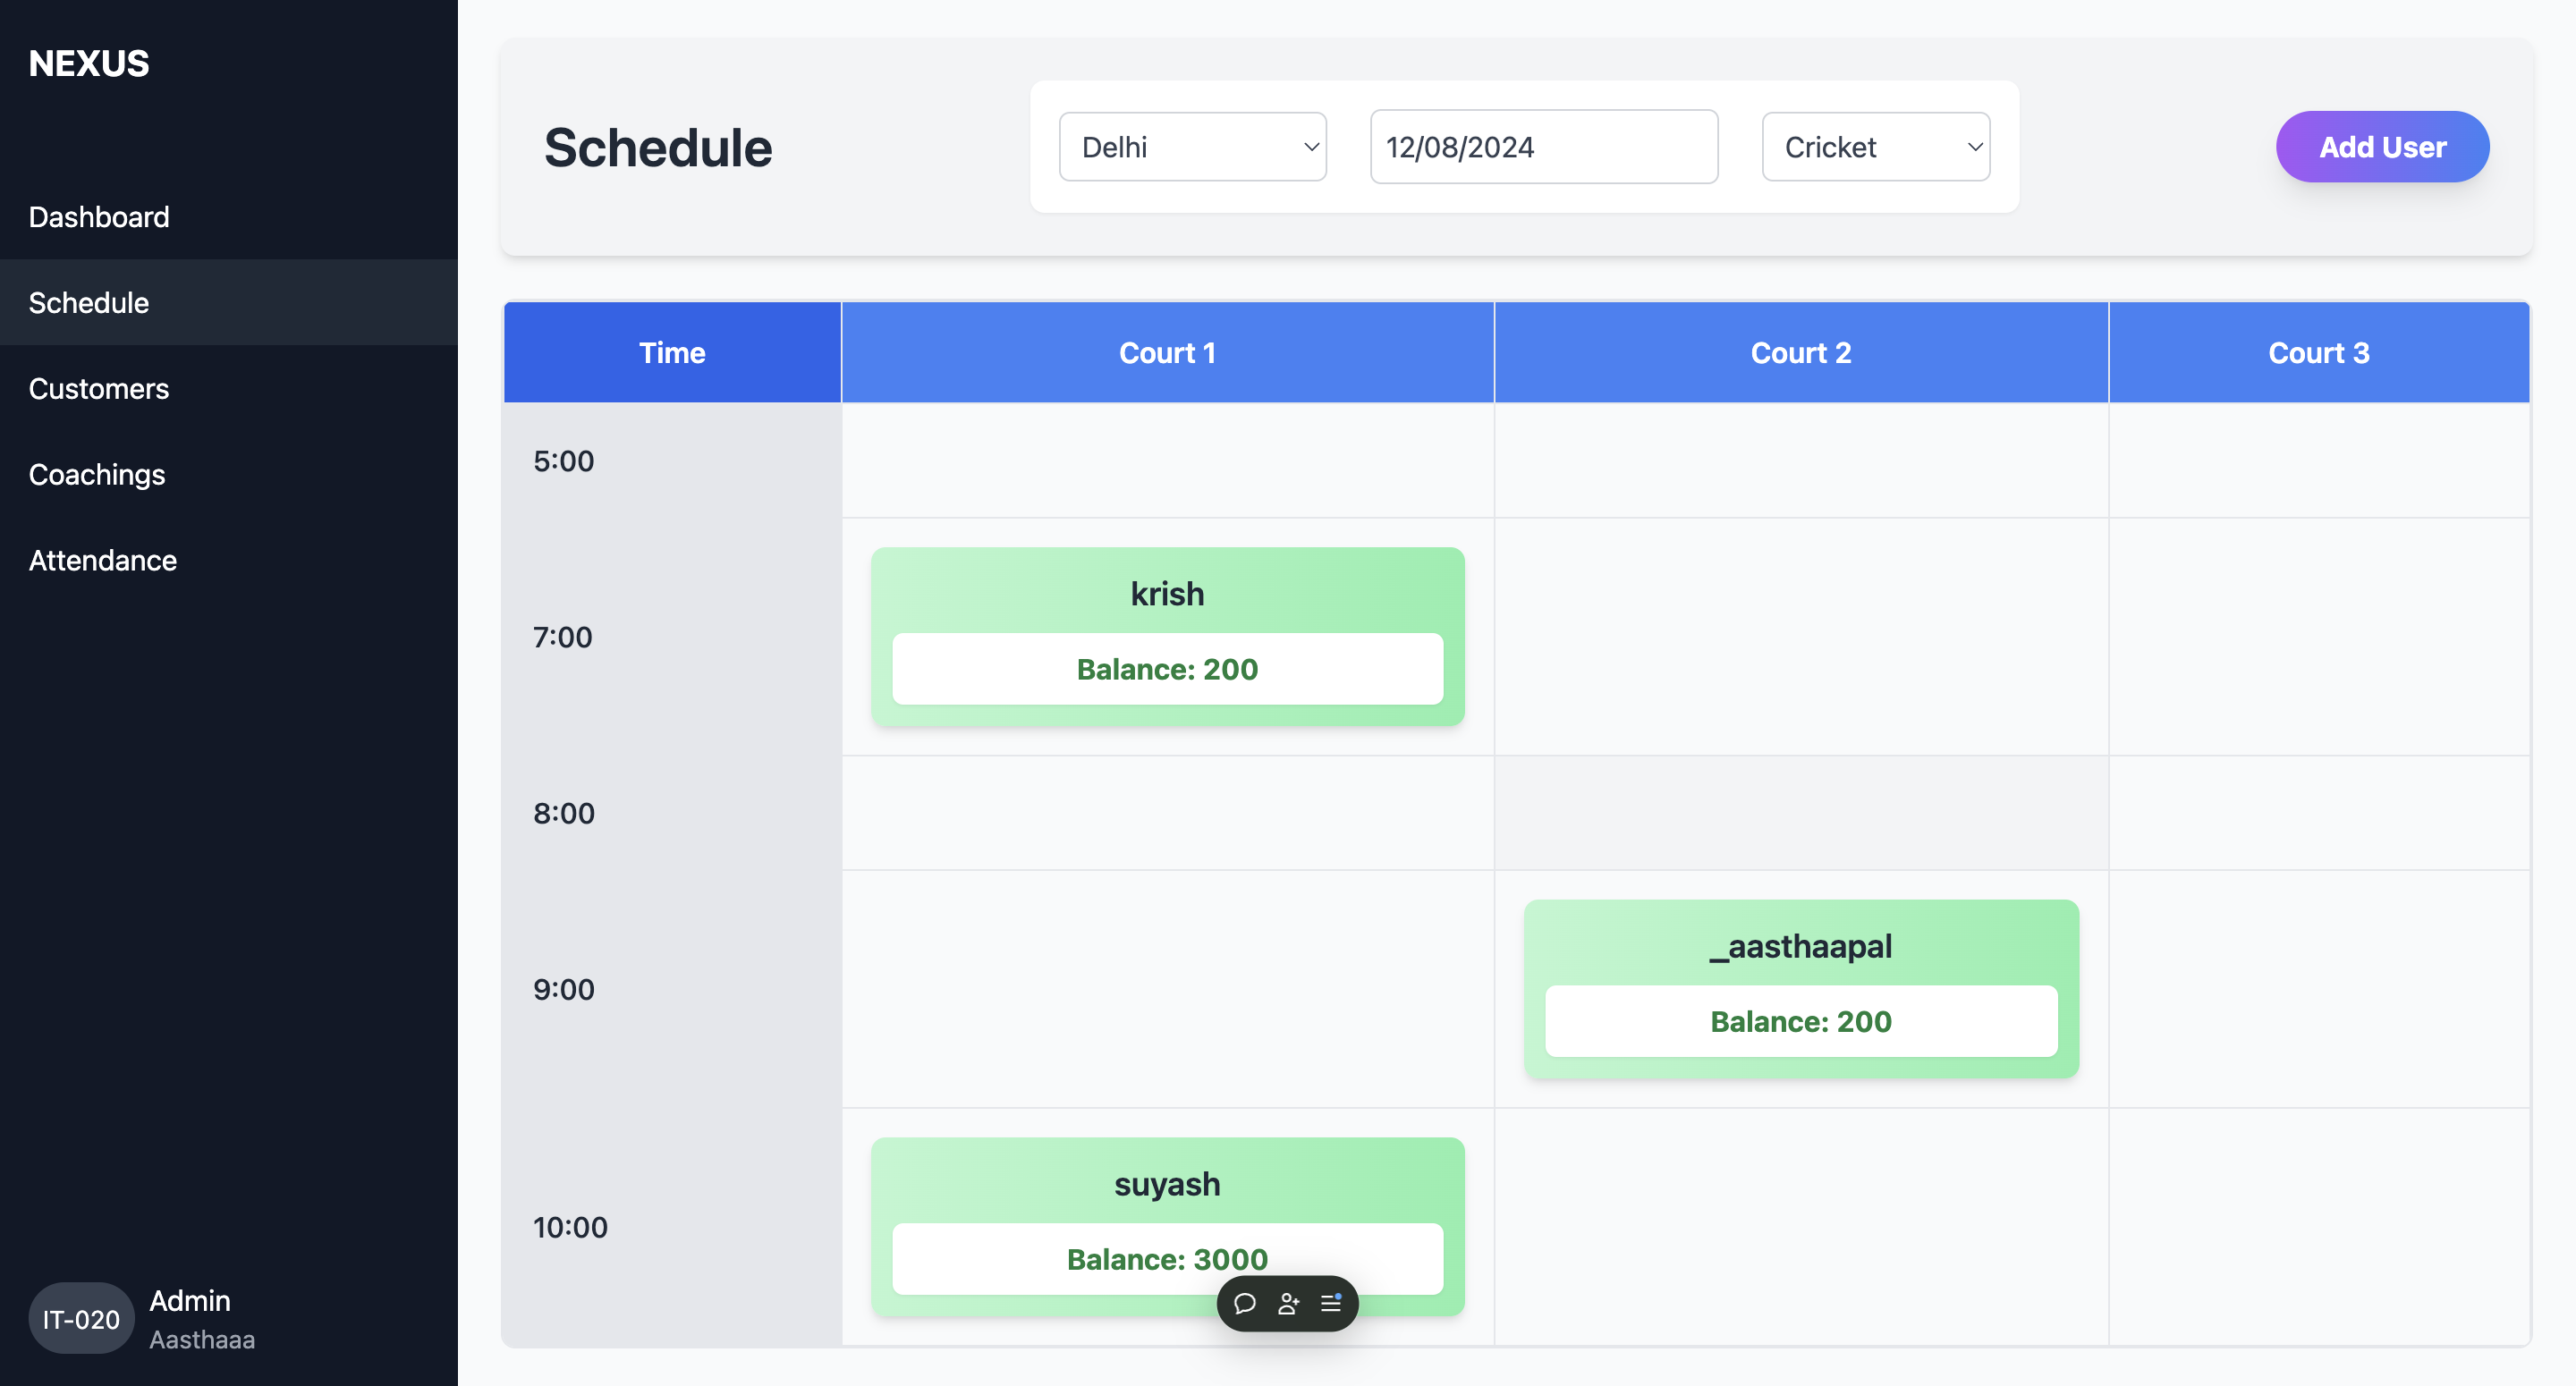 NEXUS
Dashboard
Schedule
Customers
Coachings
Attendance
IT-020
Admin
Aasthaaa
Schedule
Delhi
12/08/2024
Cricket
Add User
Time
Court 1
Court 2
Court 3
5:00
7:00
krish
Balance: 200
8:00
9:00
_aasthaapal
Balance: 200
10:00
suyash
Balance: 3000